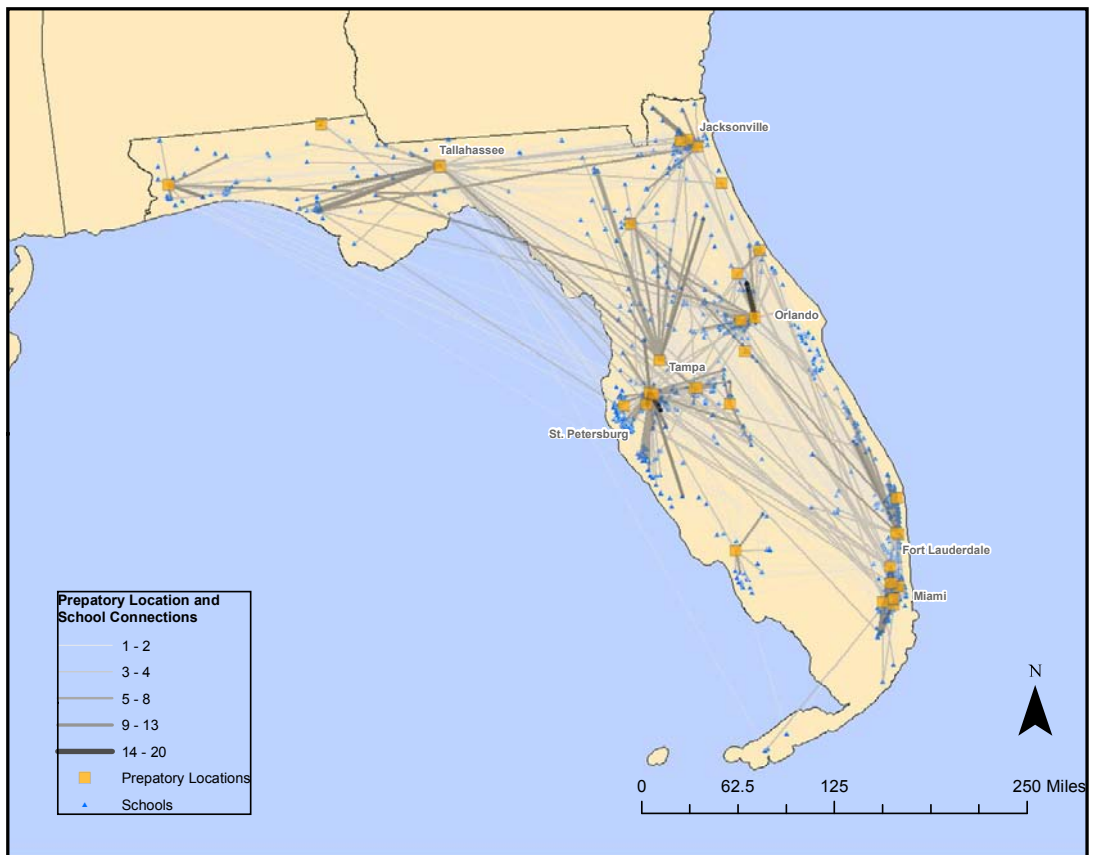 Jacksonville
Tallahassee
Orlando
Tampa
St. Petersburg
Fort Lauderdale
Miami
Prepatory Location and
School Connections
1 - 2
3 - 4
5 - 8
9 - 13
14 - 20
Prepatory Locations
Schools
N
0 62.5 125 250 Miles